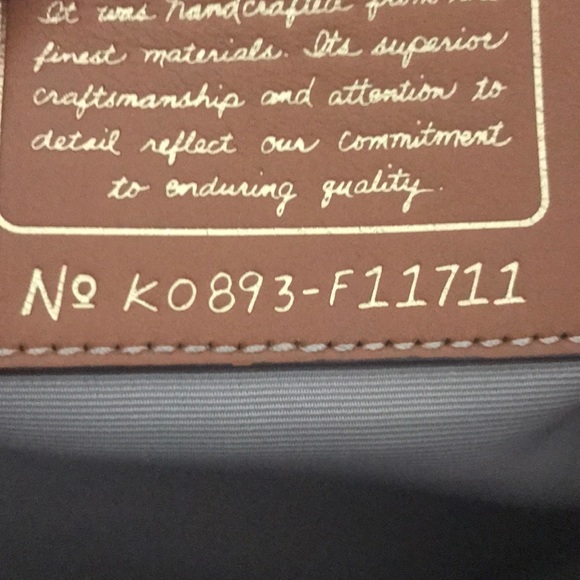 It was handcrafted from
finest materials. Its superior
craftsmanship and attention to
detail reflect our commitment
to enduring quality.
Nº K0893-F11711